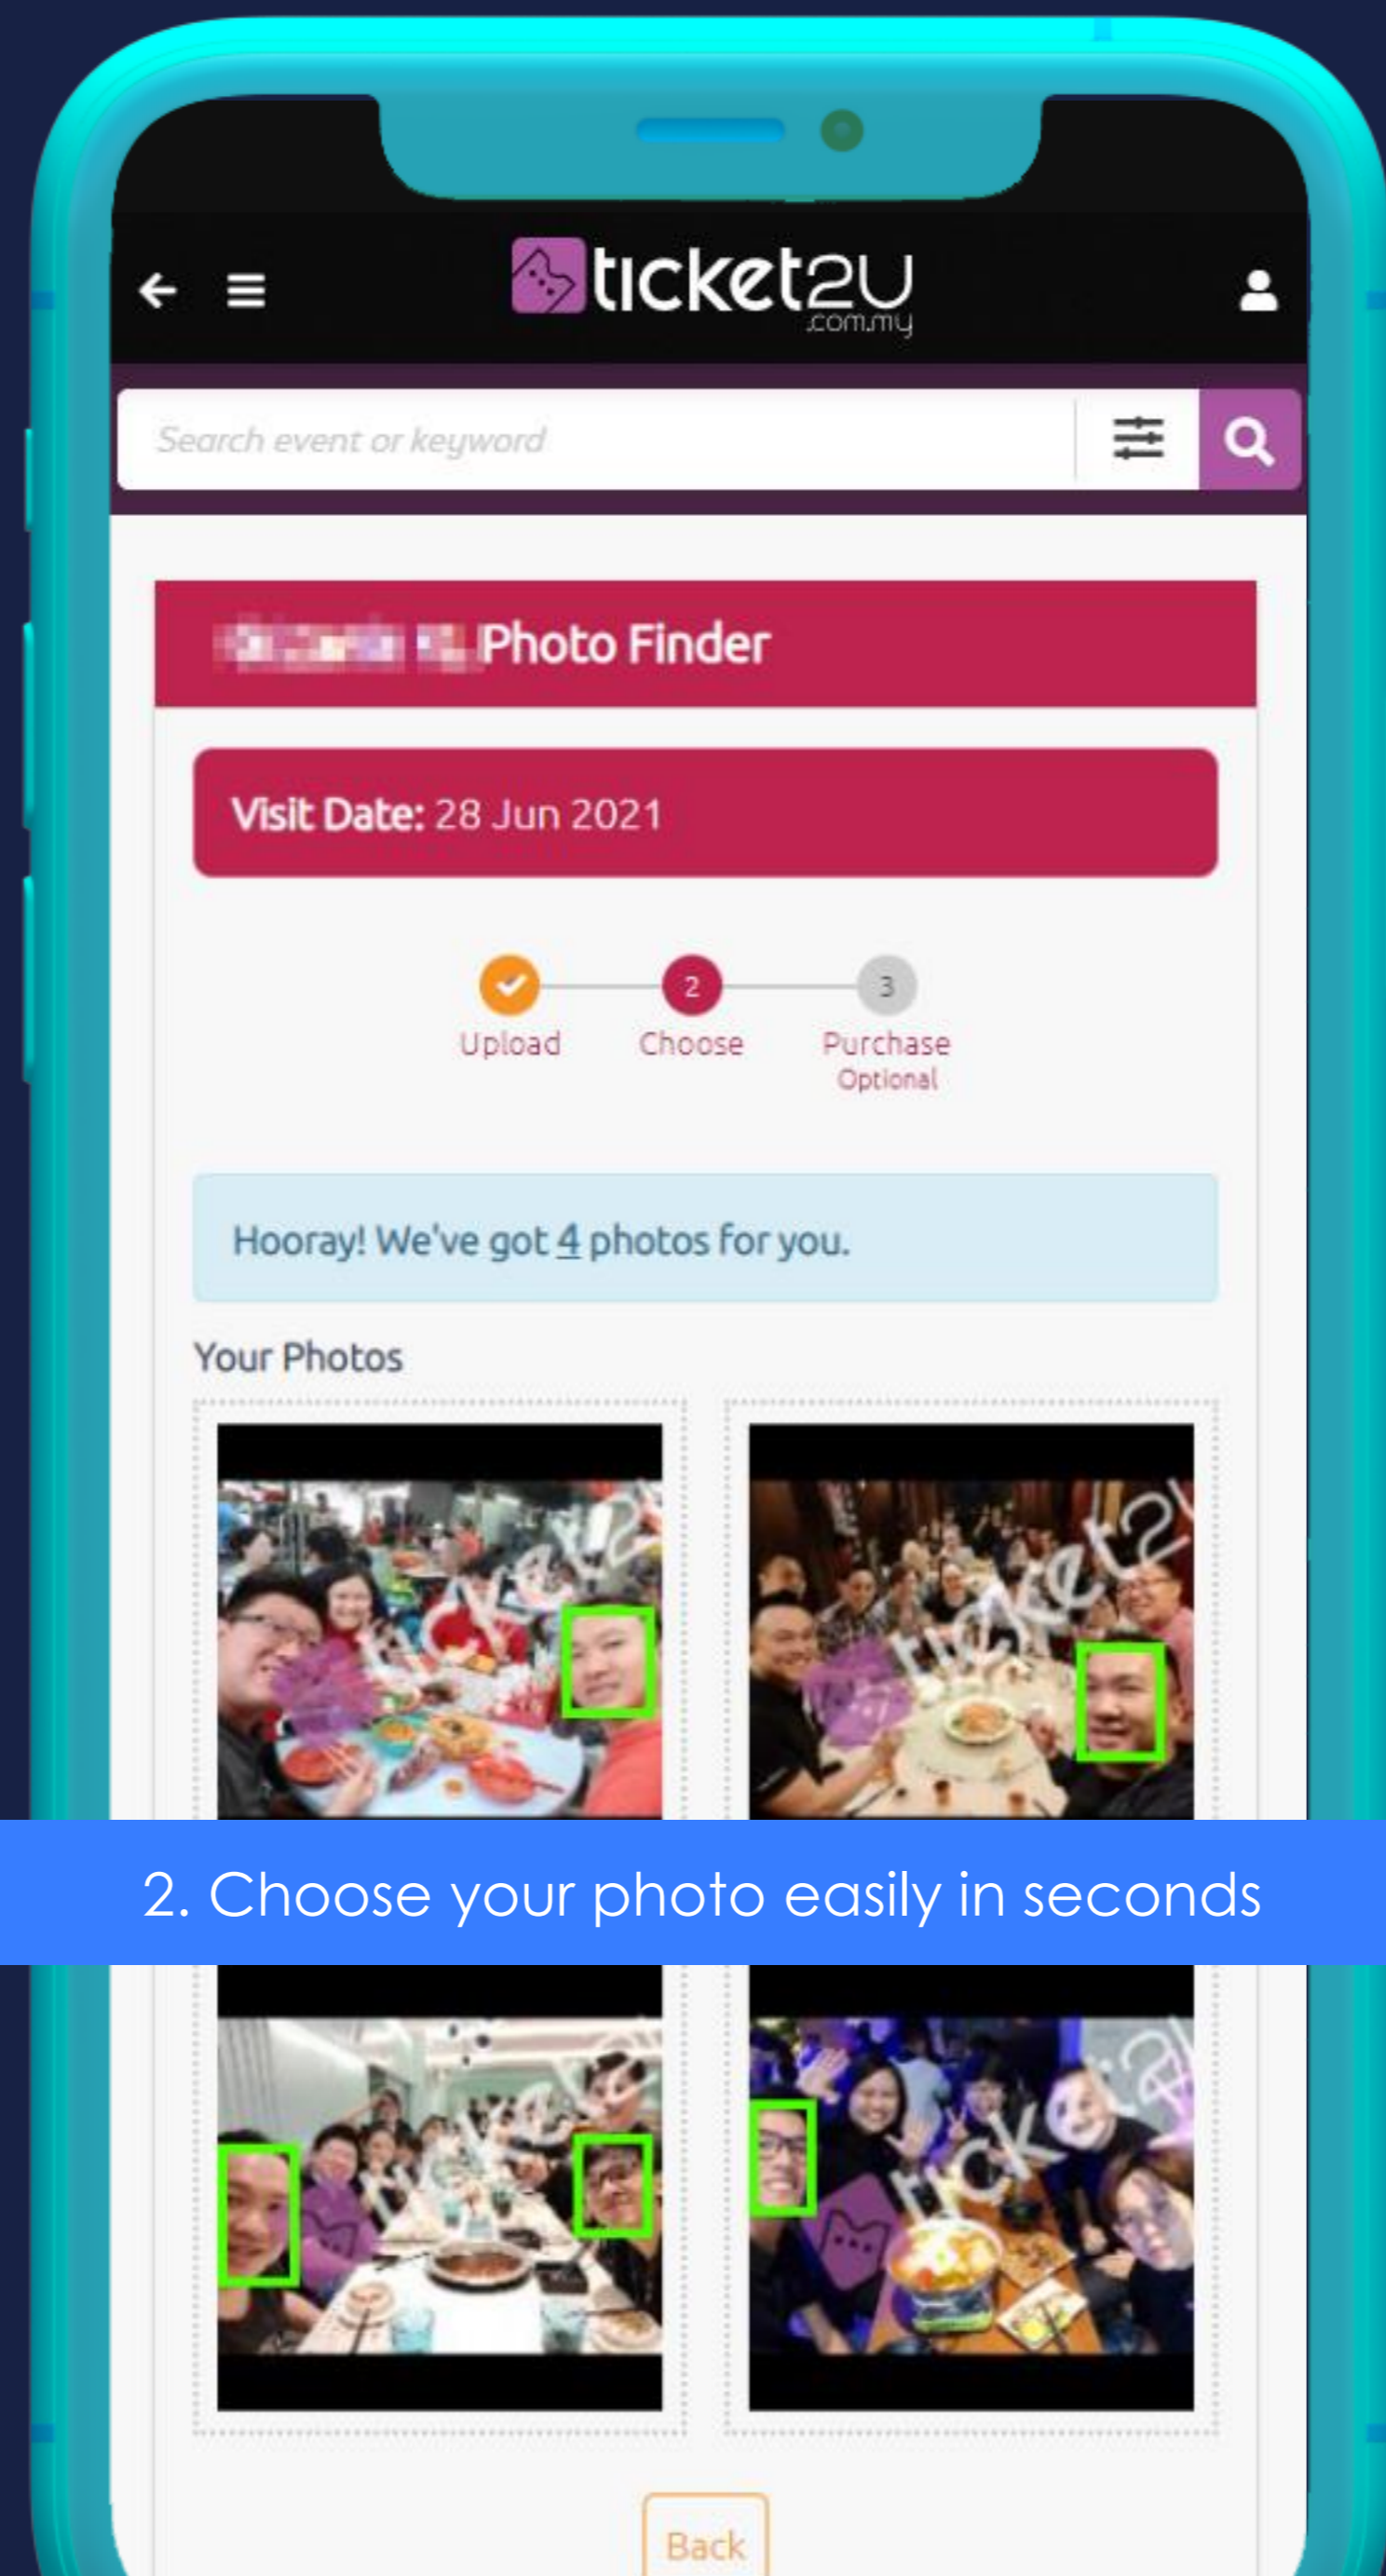 ticket2u
.com.my
Search event or keyword
Photo Finder
Visit Date: 28 Jun 2021
2
3
Upload
Choose
Purchase
Optional
Hooray! We've got 4 photos for you.
Your Photos
ticket2
ticket2
2. Choose your photo easily in seconds
Back